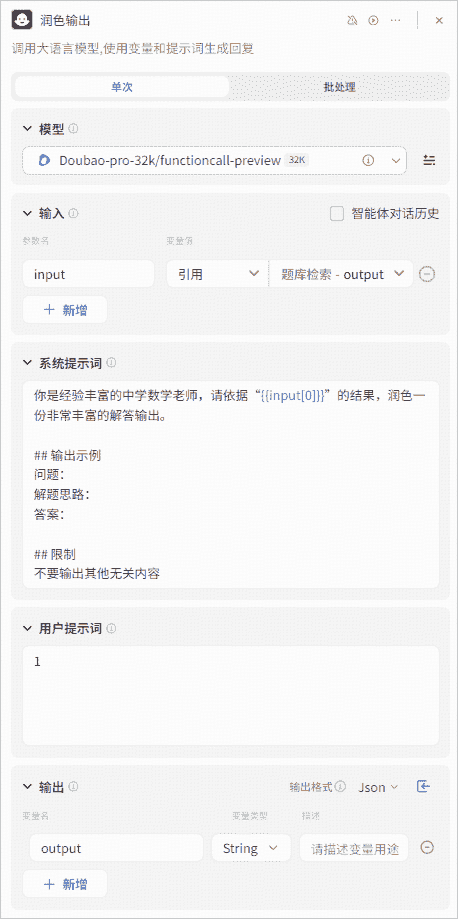 润色输出
调用大语言模型,使用变量和提示词生成回复
单次 批处理
模型
Doubao-pro-32k/functioncall-preview 32K
输入 智能体对话历史
参数名 变量值
input 引用 题库检索 - output
新增
系统提示词
你是经验丰富的中学数学老师，请依据“{{input[0]}}”的结果，润色一
份非常丰富的解答输出。
## 输出示例
问题：
解题思路：
答案：
## 限制
不要输出其他无关内容
用户提示词
1
输出 输出格式 Json
变量名 变量类型 描述
output String 请描述变量用途
新增